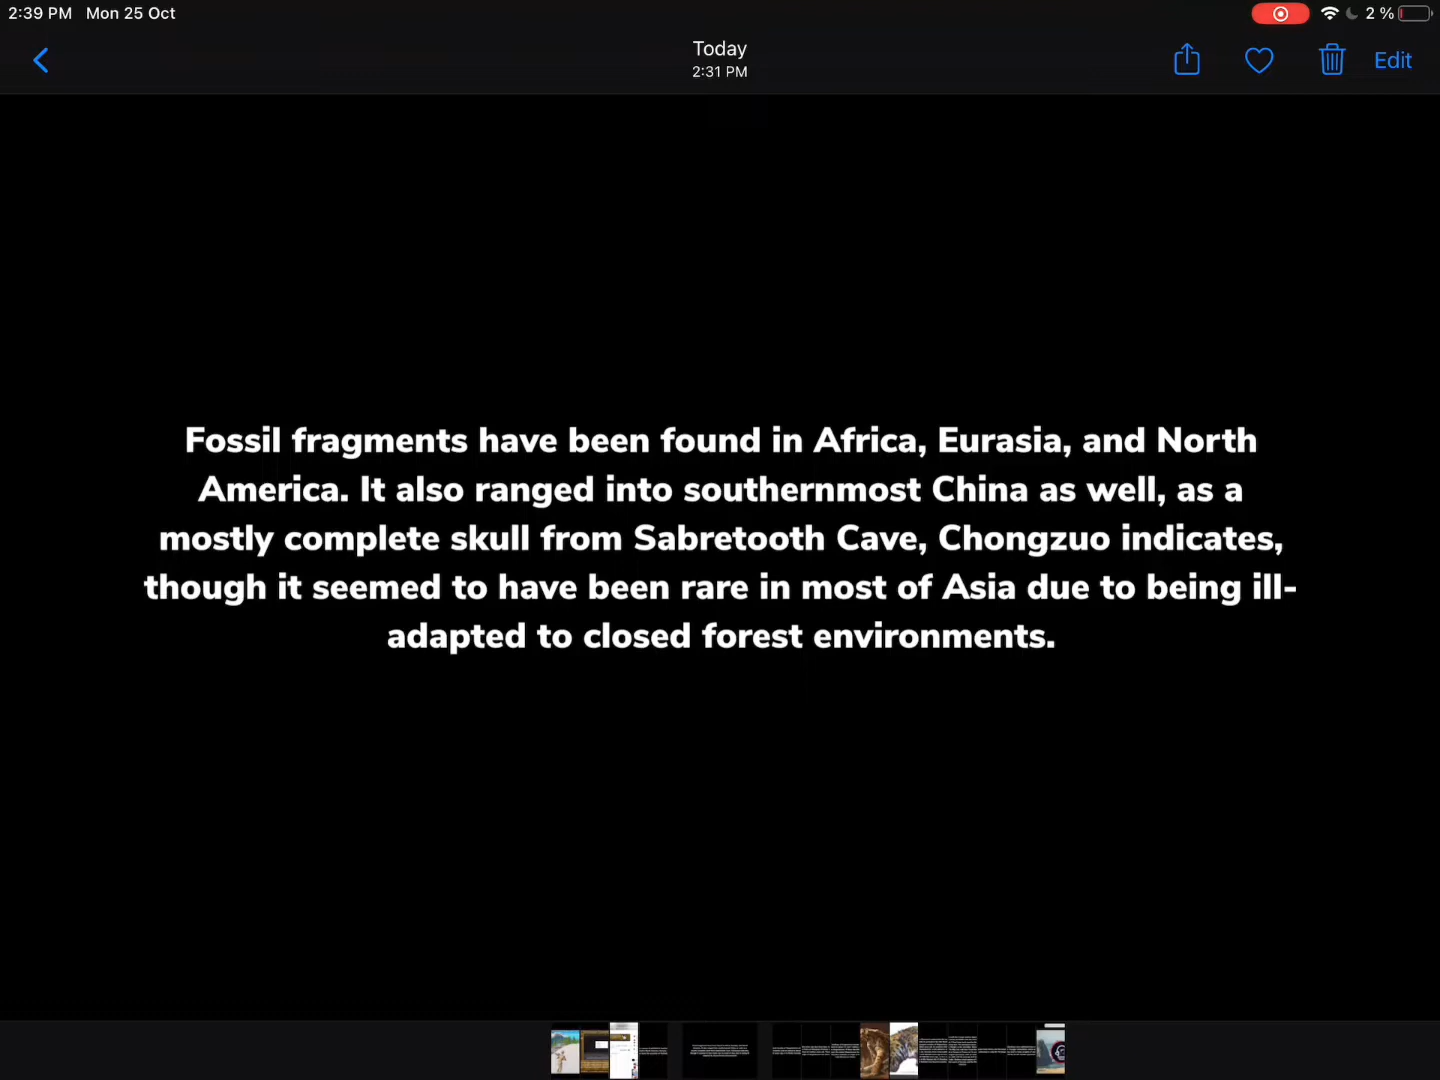 2:39 PM Mon 25 Oct
2 %
Today
2:31 PM
Edit
Fossil fragments have been found in Africa, Eurasia, and North
America. It also ranged into southernmost China as well, as a
mostly complete skull from Sabretooth Cave, Chongzuo indicates,
though it seemed to have been rare in most of Asia due to being ill-
adapted to closed forest environments.